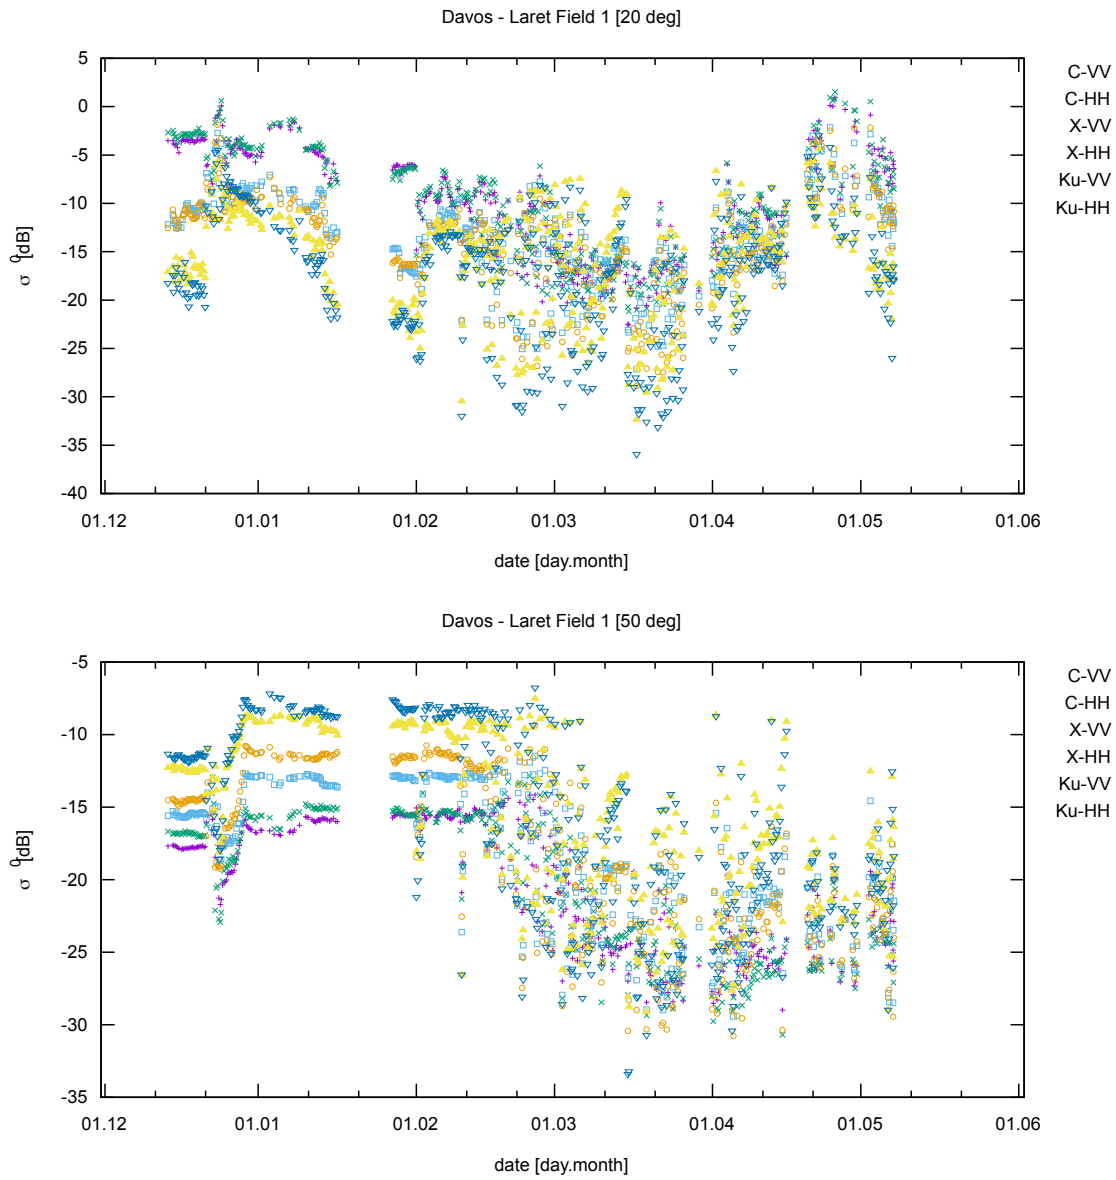 Davos - Laret Field 1 [20 deg]
5
0
-5
-10
-15
-20
-25
-30
-35
-40
σ 0[dB]
01.12 01.01 01.02 01.03 01.04 01.05 01.06
date [day.month]
C-VV
C-HH
X-VV
X-HH
Ku-VV
Ku-HH
Davos - Laret Field 1 [50 deg]
-5
-10
-15
-20
-25
-30
-35
σ 0[dB]
01.12 01.01 01.02 01.03 01.04 01.05 01.06
date [day.month]
C-VV
C-HH
X-VV
X-HH
Ku-VV
Ku-HH